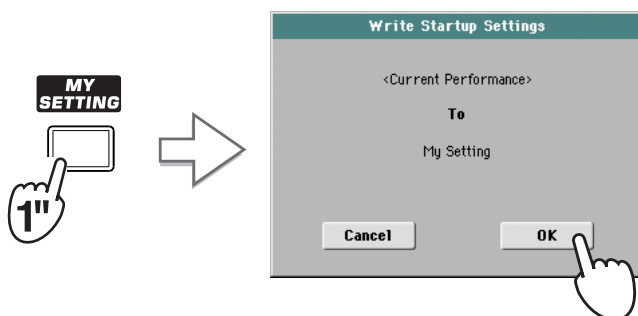 MY
SETTING
1"
Write Startup Settings
<Current Performance>
To
My Setting
Cancel
OK